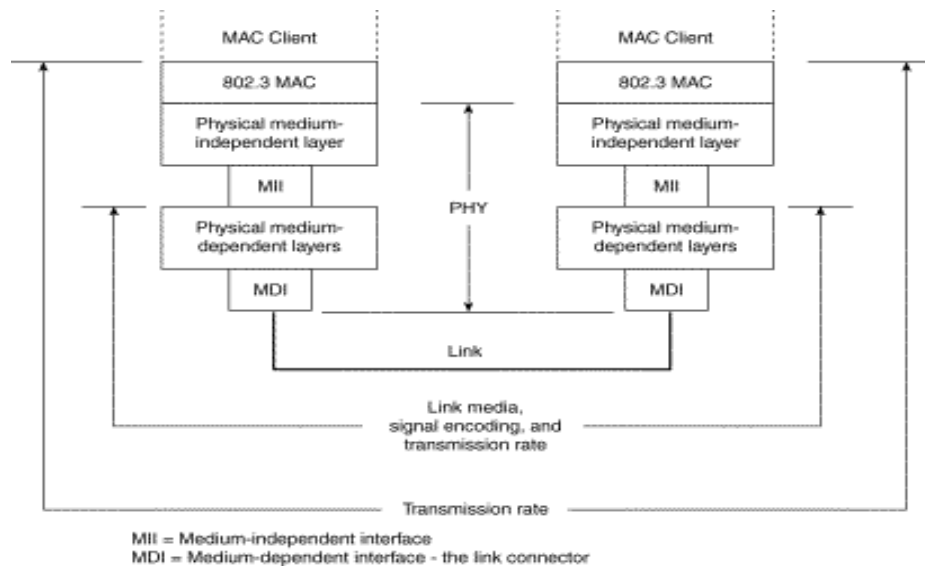 MAC Client
MAC Client
802.3 MAC
802.3 MAC
Physical medium-
independent layer
Physical medium-
independent layer
MII
PHY
MII
Physical medium-
dependent layers
Physical medium-
dependent layers
MDI
MDI
Link
Link media,
signal encoding, and
transmission rate
Transmission rate
MII = Medium-independent interface
MDI = Medium-dependent interface - the link connector